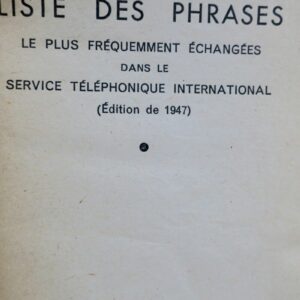 LISTE DES PHRASES
LE PLUS FRÉQUEMMENT ÉCHANGÉES
DANS LE
SERVICE TÉLÉPHONIQUE INTERNATIONAL
(Édition de 1947)